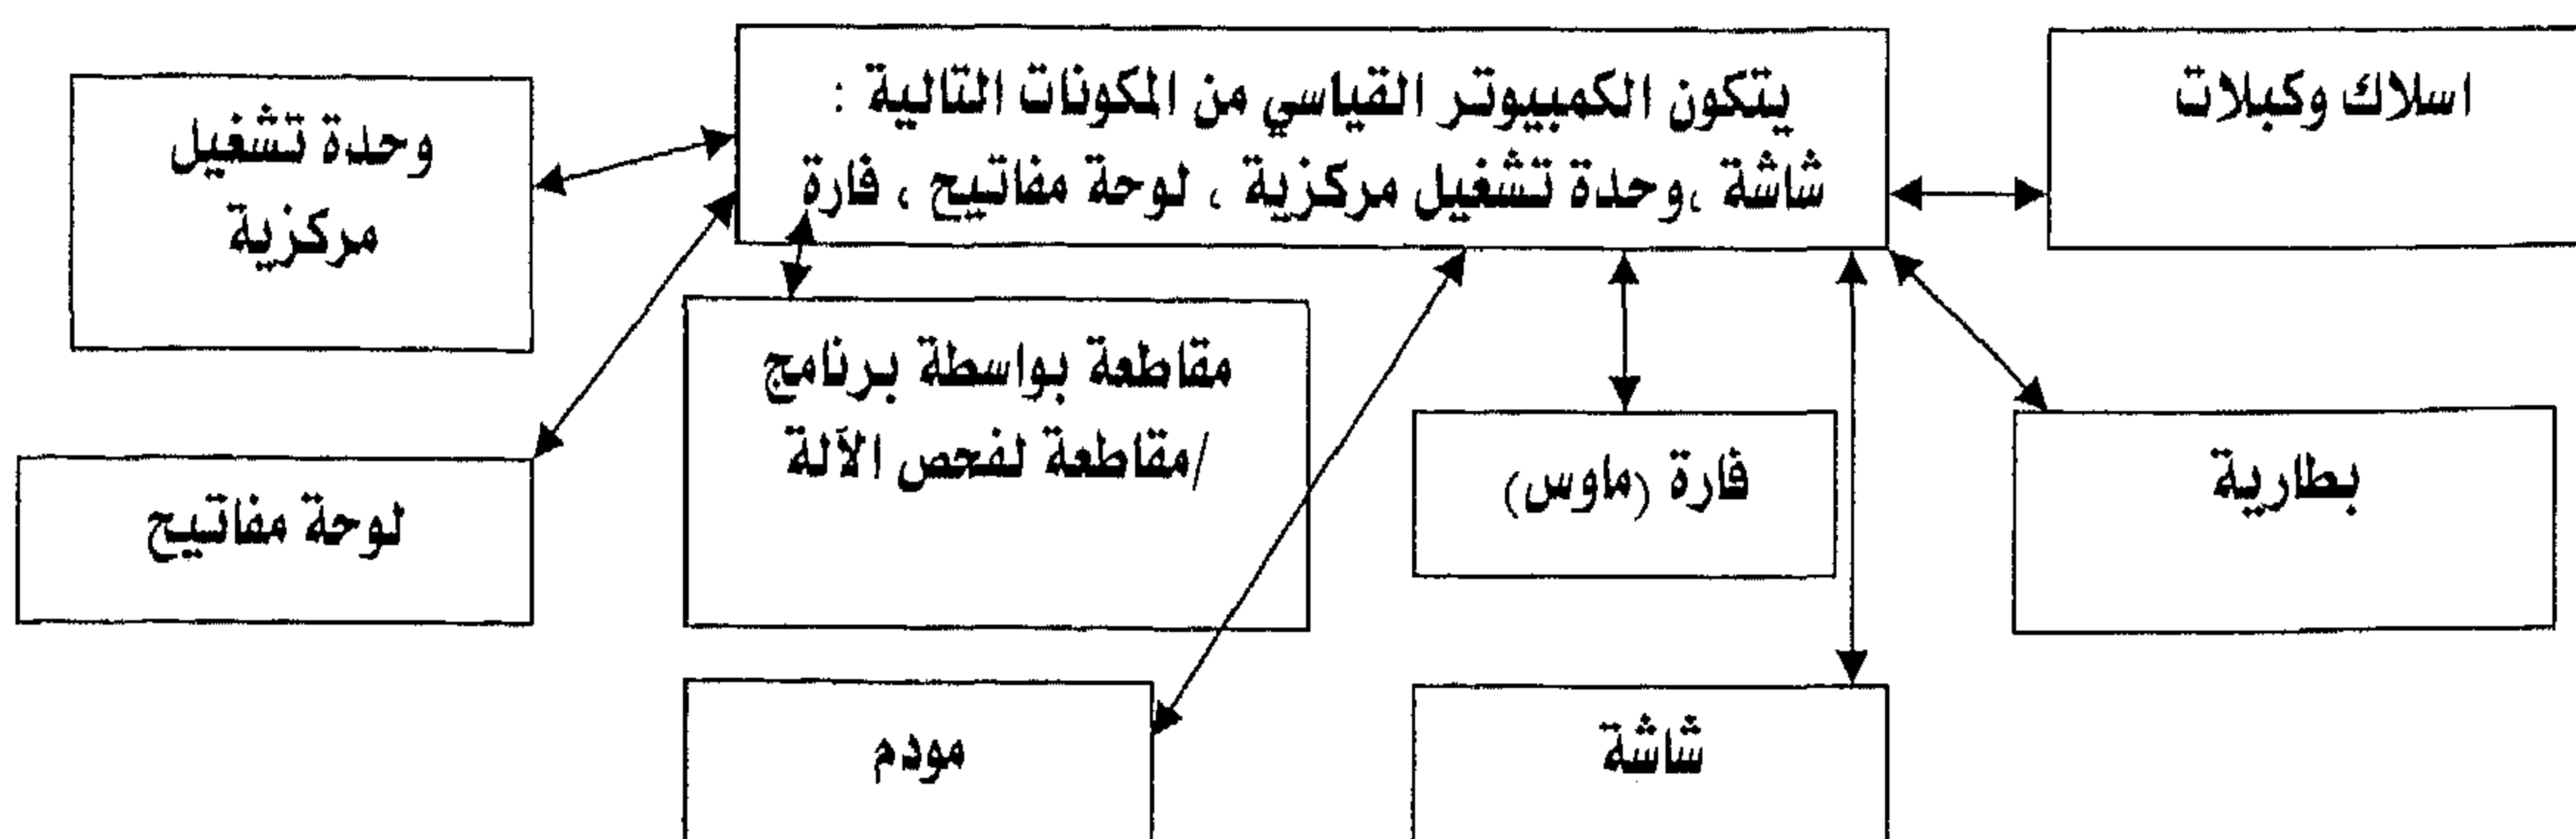 يتكون الكمبيوتر القياسي من المكونات التالية :
شاشة ،وحدة تشغيل مركزية ، لوحة مفاتيح ، فارة
اسلاك وكبلات
وحدة تشغيل
مركزية
مقاطعة بواسطة برنامج
/مقاطعة لفحص الآلة
فارة (ماوس)
بطارية
لوحة مفاتيح
شاشة
مودم